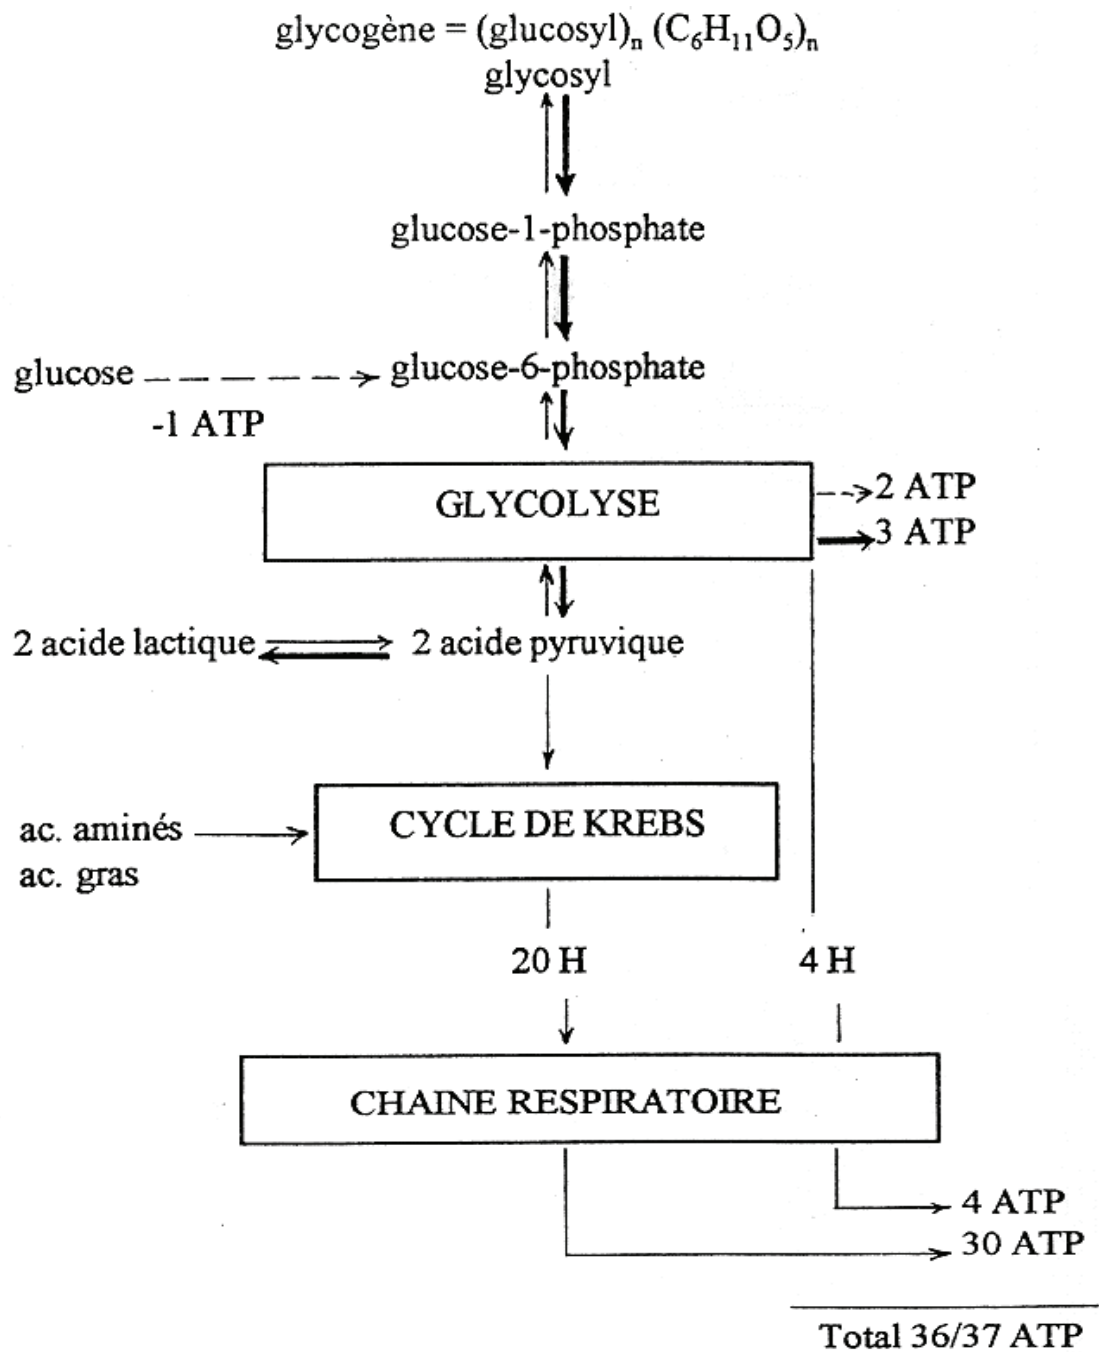 glycogène = (glucosyl)ₙ (C₆H₁₁O₅)ₙ
glycosyl
glucose-1-phosphate
glucose
glucose-6-phosphate
-1 ATP
GLYCOLYSE
2 ATP
3 ATP
2 acide lactique
2 acide pyruvique
ac. aminés
ac. gras
CYCLE DE KREBS
20 H
4 H
CHAINE RESPIRATOIRE
4 ATP
30 ATP
Total 36/37 ATP